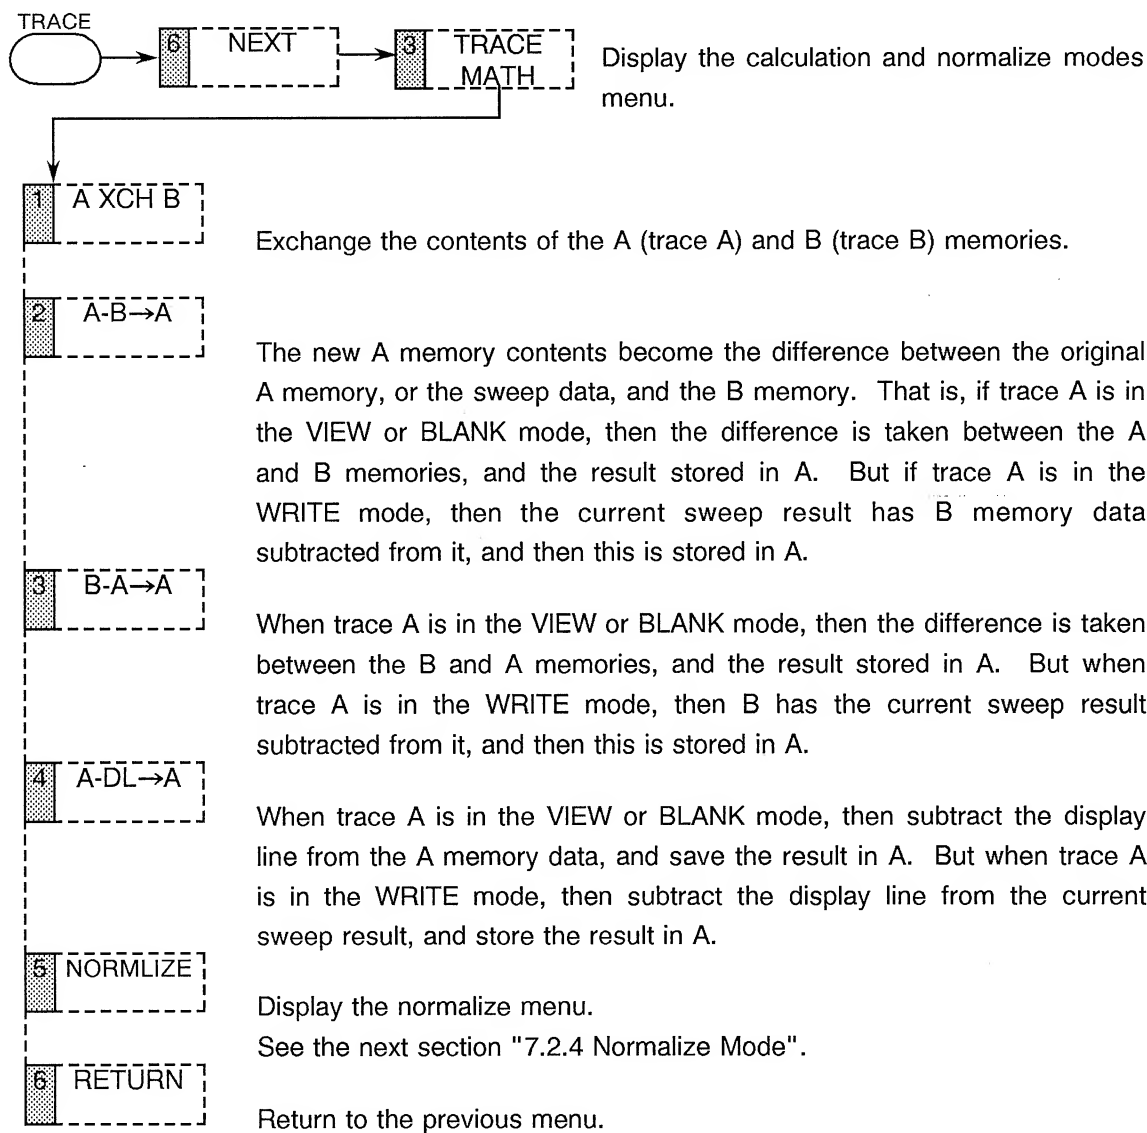 TRACE
6 NEXT
3 TRACE
MATH
Display the calculation and normalize modes
menu.
1 A XCH B
Exchange the contents of the A (trace A) and B (trace B) memories.
2 A-B→A
The new A memory contents become the difference between the original
A memory, or the sweep data, and the B memory. That is, if trace A is in
the VIEW or BLANK mode, then the difference is taken between the A
and B memories, and the result stored in A. But if trace A is in the
WRITE mode, then the current sweep result has B memory data
subtracted from it, and then this is stored in A.
3 B-A→A
When trace A is in the VIEW or BLANK mode, then the difference is taken
between the B and A memories, and the result stored in A. But when
trace A is in the WRITE mode, then B has the current sweep result
subtracted from it, and then this is stored in A.
4 A-DL→A
When trace A is in the VIEW or BLANK mode, then subtract the display
line from the A memory data, and save the result in A. But when trace A
is in the WRITE mode, then subtract the display line from the current
sweep result, and store the result in A.
5 NORMLIZE
Display the normalize menu.
See the next section "7.2.4 Normalize Mode".
6 RETURN
Return to the previous menu.